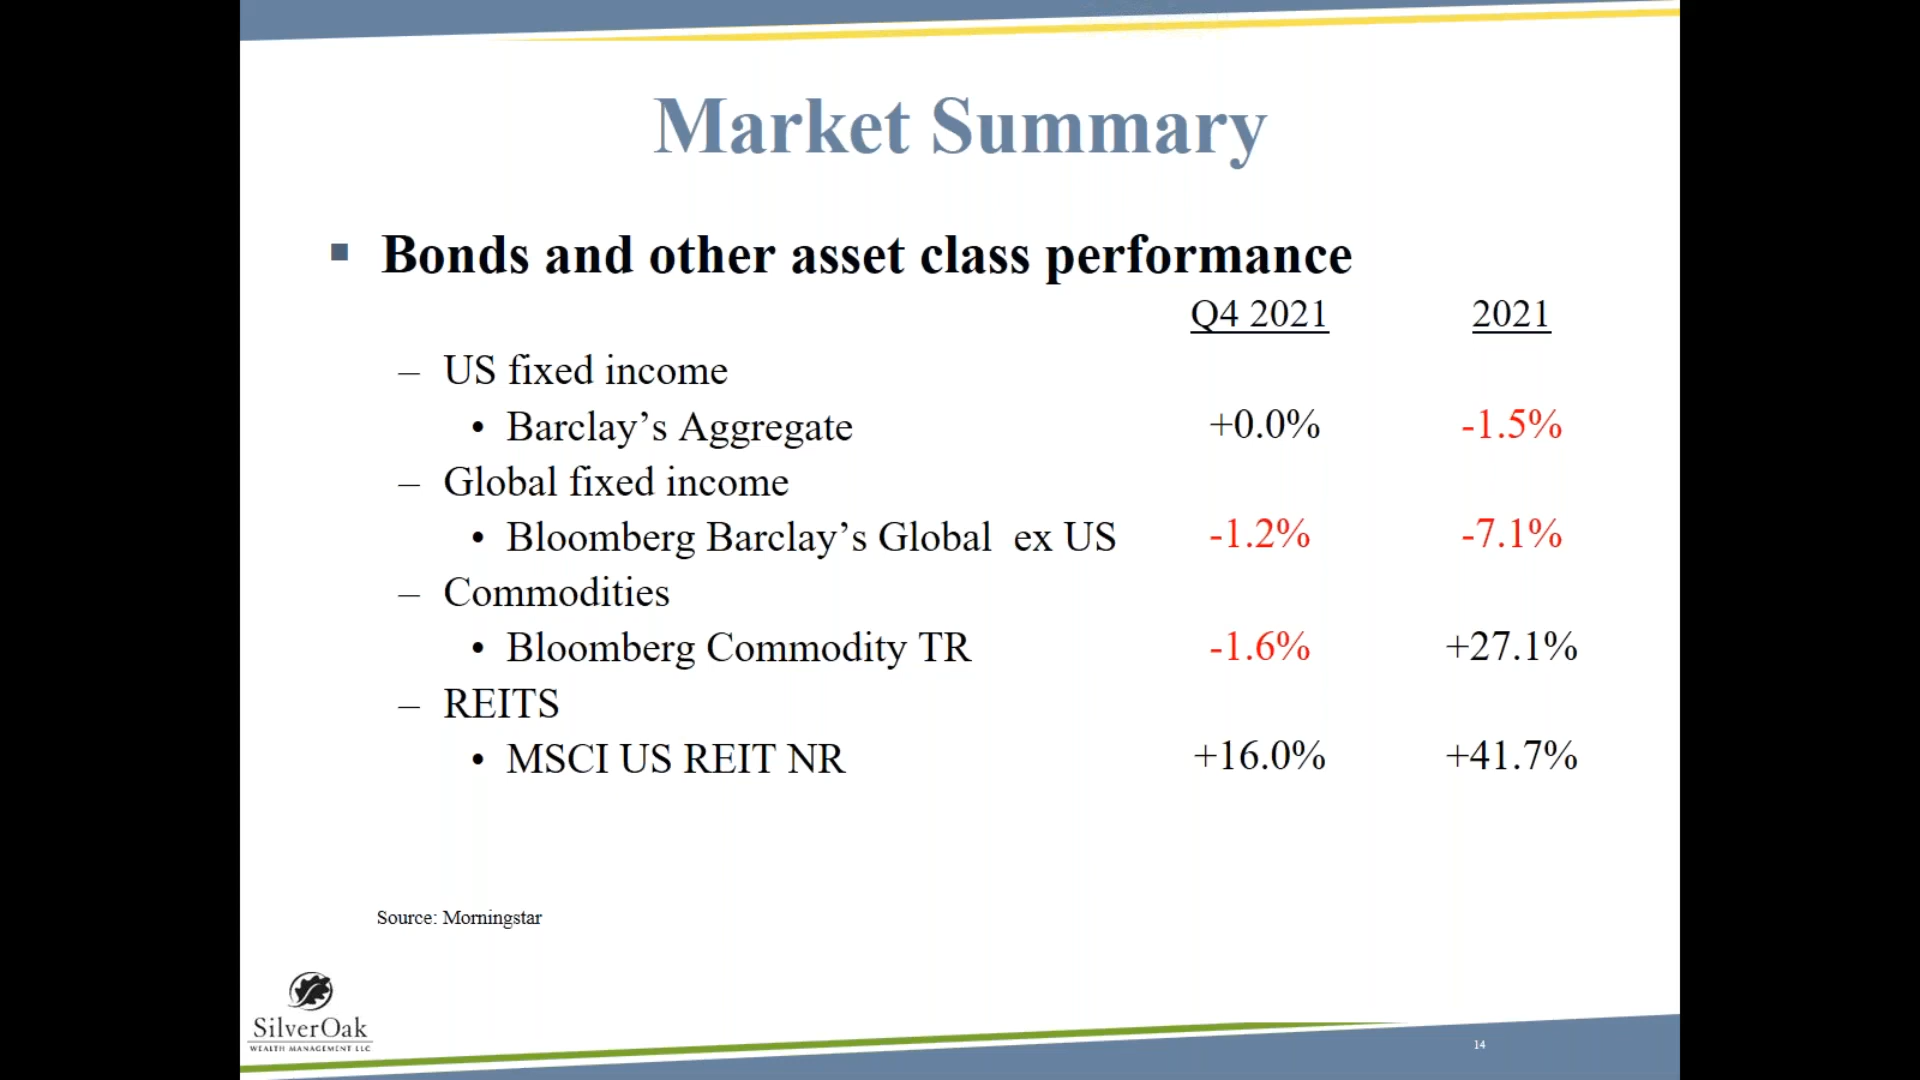 Market Summary
▪ Bonds and other asset class performance
Q4 2021 2021
– US fixed income
• Barclay’s Aggregate +0.0% -1.5%
– Global fixed income
• Bloomberg Barclay’s Global ex US -1.2% -7.1%
– Commodities
• Bloomberg Commodity TR -1.6% +27.1%
– REITS
• MSCI US REIT NR +16.0% +41.7%
Source: Morningstar
SilverOak
WEALTH MANAGEMENT LLC
14